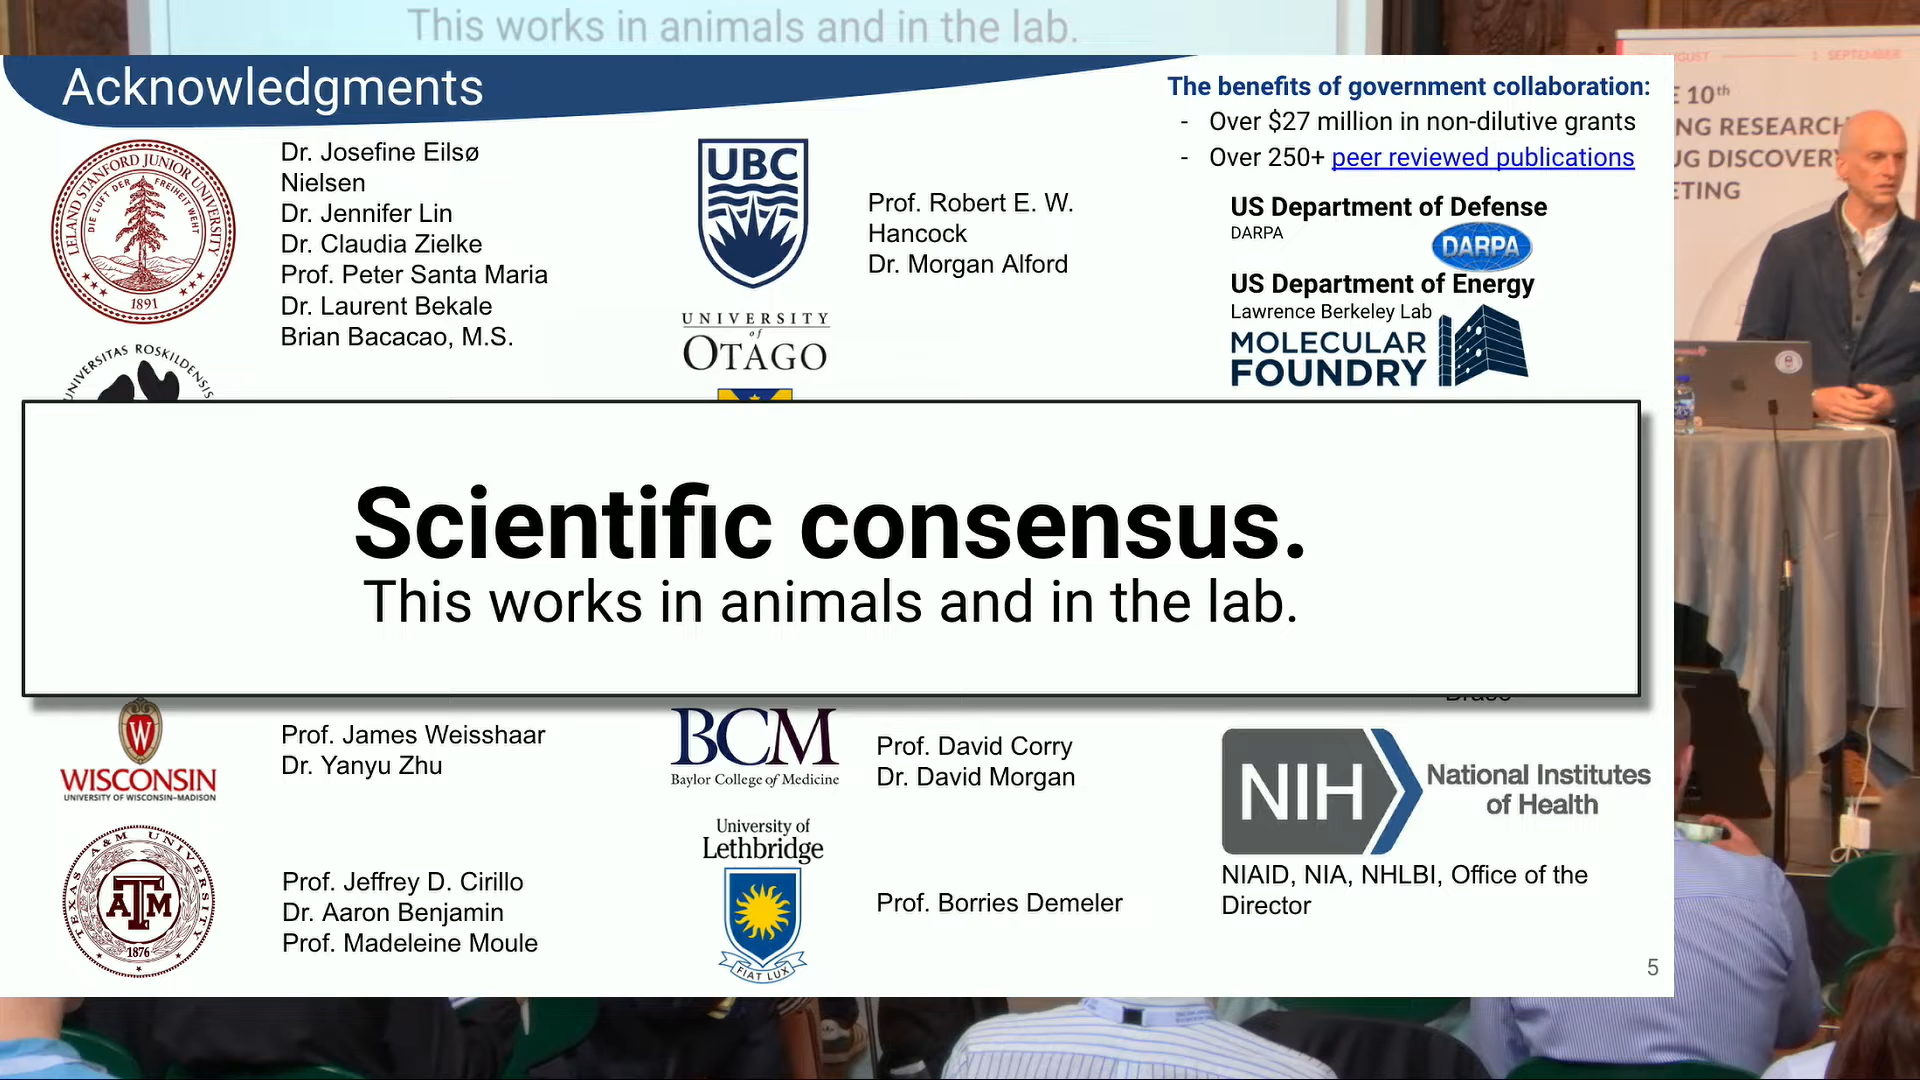 This works in animals and in the lab.
Acknowledgments
The benefits of government collaboration:
- Over $27 million in non-dilutive grants
- Over 250+ peer reviewed publications
LELAND STANFORD JUNIOR UNIVERSITY
DIE LUFT DER FREIHEIT WEHT
1891
Dr. Josefine Eilsø
Nielsen
Dr. Jennifer Lin
Dr. Claudia Zielke
Prof. Peter Santa Maria
Dr. Laurent Bekale
Brian Bacacao, M.S.
UBC
Prof. Robert E. W.
Hancock
Dr. Morgan Alford
US Department of Defense
DARPA
DARPA
US Department of Energy
Lawrence Berkeley Lab
MOLECULAR
FOUNDRY
UNIVERSITY
of
OTAGO
UNIVERSITAS ROSKILDENSIS
Scientific consensus.
This works in animals and in the lab.
W
WISCONSIN
UNIVERSITY OF WISCONSIN–MADISON
Prof. James Weisshaar
Dr. Yanyu Zhu
BCM
Baylor College of Medicine
Prof. David Corry
Dr. David Morgan
NIH
National Institutes
of Health
NIAID, NIA, NHLBI, Office of the
Director
TEXAS A&M UNIVERSITY
ATM
1876
Prof. Jeffrey D. Cirillo
Dr. Aaron Benjamin
Prof. Madeleine Moule
University of
Lethbridge
FIAT LUX
Prof. Borries Demeler
5
1 SEPTEMBER
10th
NG RESEARCH
UG DISCOVERY
ETING